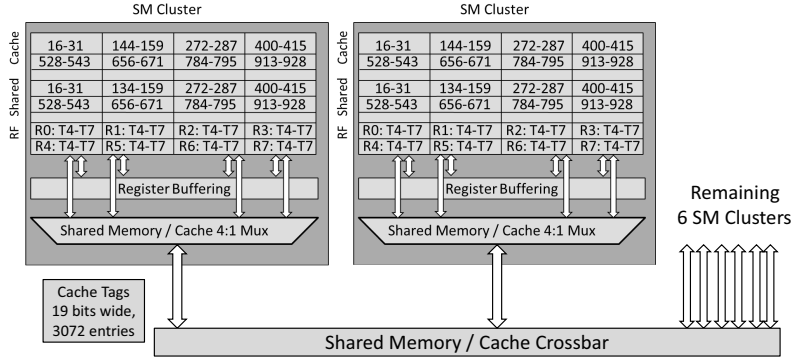 SM Cluster
SM Cluster
Cache
16-31 144-159 272-287 400-415
528-543 656-671 784-795 913-928
Shared
16-31 134-159 272-287 400-415
528-543 656-671 784-795 913-928
RF
R0: T4-T7 R1: T4-T7 R2: T4-T7 R3: T4-T7
R4: T4-T7 R5: T4-T7 R6: T4-T7 R7: T4-T7
Register Buffering
Shared Memory / Cache 4:1 Mux
Cache
16-31 144-159 272-287 400-415
528-543 656-671 784-795 913-928
Shared
16-31 134-159 272-287 400-415
528-543 656-671 784-795 913-928
RF
R0: T4-T7 R1: T4-T7 R2: T4-T7 R3: T4-T7
R4: T4-T7 R5: T4-T7 R6: T4-T7 R7: T4-T7
Register Buffering
Shared Memory / Cache 4:1 Mux
Remaining
6 SM Clusters
Cache Tags
19 bits wide,
3072 entries
Shared Memory / Cache Crossbar